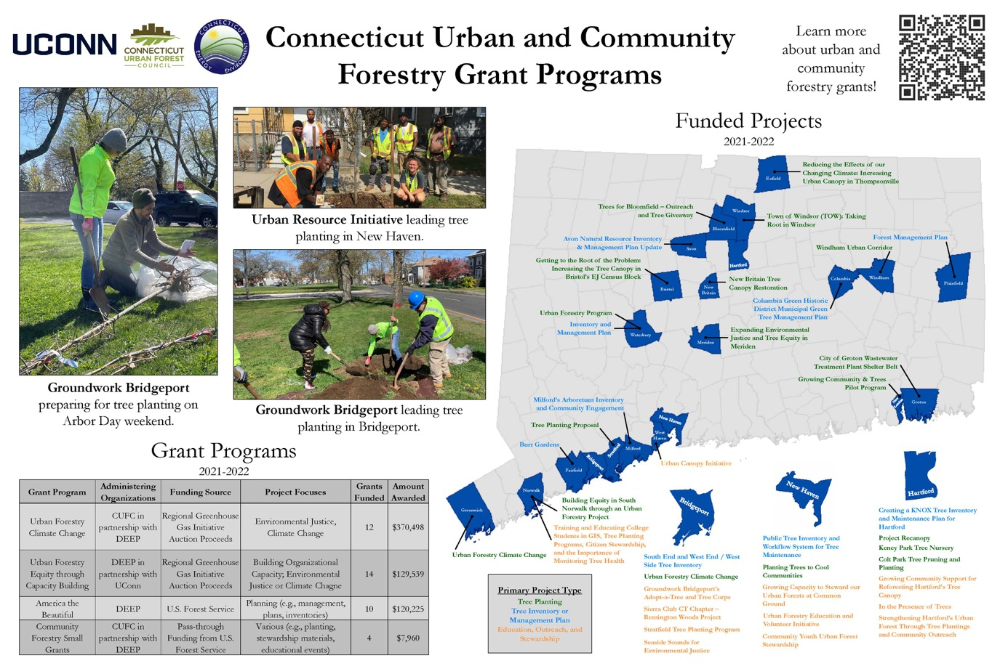 UCONN
CONNECTICUT
URBAN FOREST
COUNCIL
CONNECTICUT
ENERGY
ENVIRONMENT
Connecticut Urban and Community
Forestry Grant Programs
Learn more
about urban and
community
forestry grants!
Urban Resource Initiative leading tree
planting in New Haven.
Groundwork Bridgeport
preparing for tree planting on
Arbor Day weekend.
Groundwork Bridgeport leading tree
planting in Bridgeport.
Grant Programs
2021-2022
Grant Program
Administering
Organizations
Funding Source
Project Focuses
Grants
Funded
Amount
Awarded
Urban Forestry
Climate Change
CUFC in
partnership with
DEEP
Regional Greenhouse
Gas Initiative
Auction Proceeds
Environmental Justice,
Climate Change
12
$370,498
Urban Forestry
Equity through
Capacity Building
DEEP in
partnership with
UConn
Regional Greenhouse
Gas Initiative
Auction Proceeds
Building Organizational
Capacity; Environmental
Justice or Climate Chagne
14
$129,539
America the
Beautiful
DEEP
U.S. Forest Service
Planning (e.g., management,
plans, inventories)
10
$120,225
Community
Forestry Small
Grants
CUFC in
partnership with
DEEP
Pass-through
Funding from U.S.
Forest Service
Various (e.g., planting,
stewardship materials,
educational events)
4
$7,960
Funded Projects
2021-2022
Enfield
Reducing the Effects of our
Changing Climate: Increasing
Urban Canopy in Thompsonville
Trees for Bloomfield – Outreach
and Tree Giveaway
Windsor
Bloomfield
Town of Windsor (TOW): Taking
Root in Windsor
Avon Natural Resource Inventory
& Management Plan Update
Avon
Hartford
Forest Management Plan
Windham Urban Corridor
Getting to the Root of the Problem:
Increasing the Tree Canopy in
Bristol's EJ Census Block
Bristol
New
Britain
New Britain Tree
Canopy Restoration
Columbia
Windham
Plainfield
Columbia Green Historic
District Municipal Green
Tree Management Plan
Urban Forestry Program
Inventory and
Management Plan
Waterbury
Meriden
Expanding Environmental
Justice and Tree Equity in
Meriden
City of Groton Wastewater
Treatment Plant Shelter Belt
Growing Community & Trees
Pilot Program
Groton
Milford's Arboretum Inventory
and Community Engagement
Tree Planting Proposal
Burr Gardens
New Haven
West
Haven
Milford
Stratford
Bridgeport
Fairfield
Urban Canopy Initiative
Norwalk
Greenwich
Building Equity in South
Norwalk through an Urban
Forestry Project
Training and Educating College
Students in GIS, Tree Planting
Programs, Citizen Stewardship,
and the Importance of
Monitoring Tree Health
Urban Forestry Climate Change
Primary Project Type
Tree Planting
Tree Inventory or
Management Plan
Education, Outreach, and
Stewardship
Bridgeport
South End and West End / West
Side Tree Inventory
Urban Forestry Climate Change
Groundwork Bridgeport's
Adopt-a-Tree and Tree Corps
Sierra Club CT Chapter –
Remington Woods Project
Stratfield Tree Planting Program
Seaside Sounds for
Environmental Justice
New Haven
Public Tree Inventory and
Workflow System for Tree
Maintenance
Planting Trees to Cool
Communities
Growing Capacity to Steward our
Urban Forests at Common
Ground
Urban Forestry Education and
Volunteer Initiative
Community Youth Urban Forest
Stewardship
Hartford
Creating a KNOX Tree Inventory
and Maintenance Plan for
Hartford
Project Recanopy
Keney Park Tree Nursery
Colt Park Tree Pruning and
Planting
Growing Community Support for
Reforesting Hartford's Tree
Canopy
In the Presence of Trees
Strengthening Hartford's Urban
Forest Through Tree Plantings
and Community Outreach